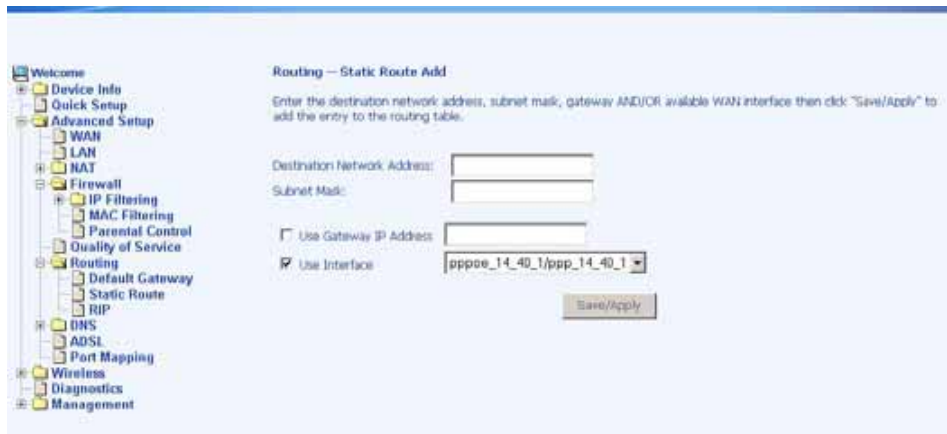 Welcome
Device Info
Quick Setup
Advanced Setup
WAN
LAN
NAT
Firewall
IP Filtering
MAC Filtering
Parental Control
Quality of Service
Routing
Default Gateway
Static Route
RIP
DNS
ADSL
Port Mapping
Wireless
Diagnostics
Management
Routing -- Static Route Add
Enter the destination network address, subnet mask, gateway AND/OR available WAN interface then click "Save/Apply" to
add the entry to the routing table.
Destination Network Address:
Subnet Mask:
Use Gateway IP Address
Use Interface pppoe_14_40_1/ppp_14_40_1
Save/Apply